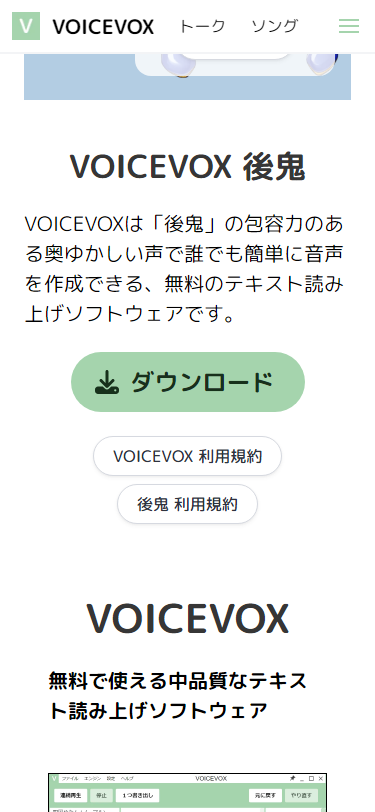 V VOICEVOX トーク ソング
VOICEVOX 後鬼
VOICEVOXは「後鬼」の包容力のあ
る奥ゆかしい声で誰でも簡単に音声
を作成できる、無料のテキスト読み
上げソフトウェアです。
ダウンロード
VOICEVOX 利用規約
後鬼 利用規約
VOICEVOX
無料で使える中品質なテキス
ト読み上げソフトウェア
V ファイル エンジン 設定 ヘルプ VOICEVOX
連続再生 停止 1つ書き出し 元に戻す やり直す